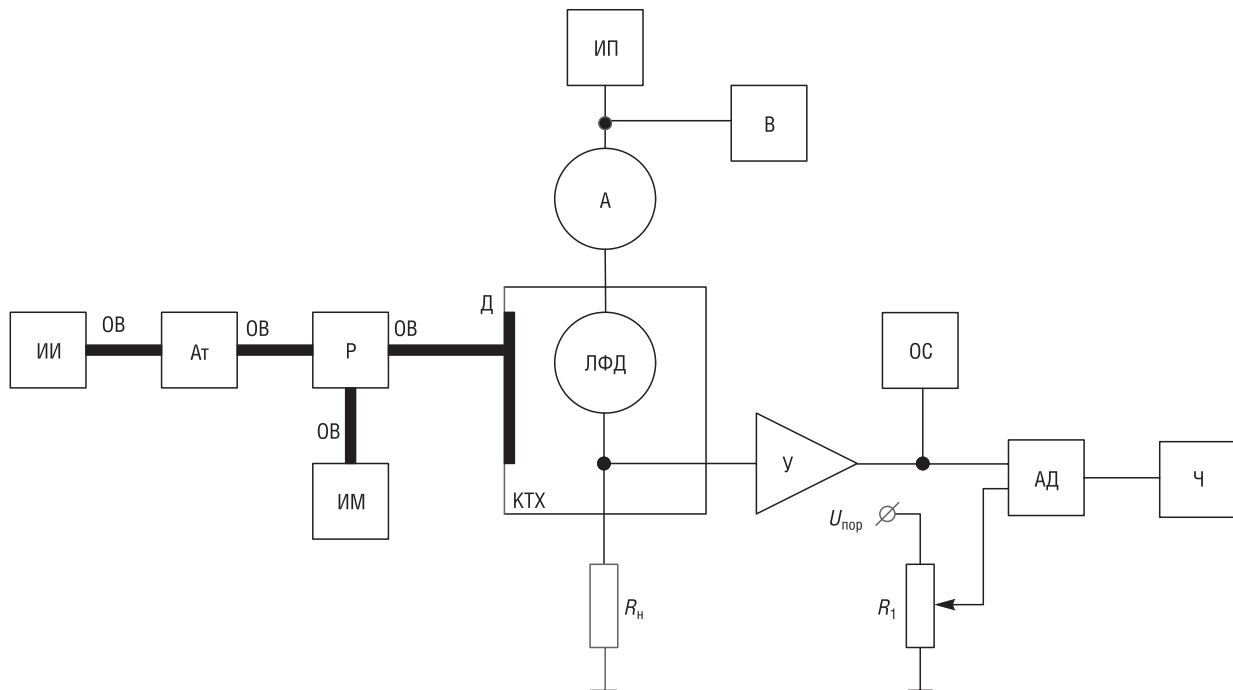 ИП
В
А
Д
ОВ
ОВ
ОВ
ИИ
Ат
Р
ЛФД
ОС
ОВ
У
АД
Ч
ИМ
КТХ
Uпор
Rн
R1